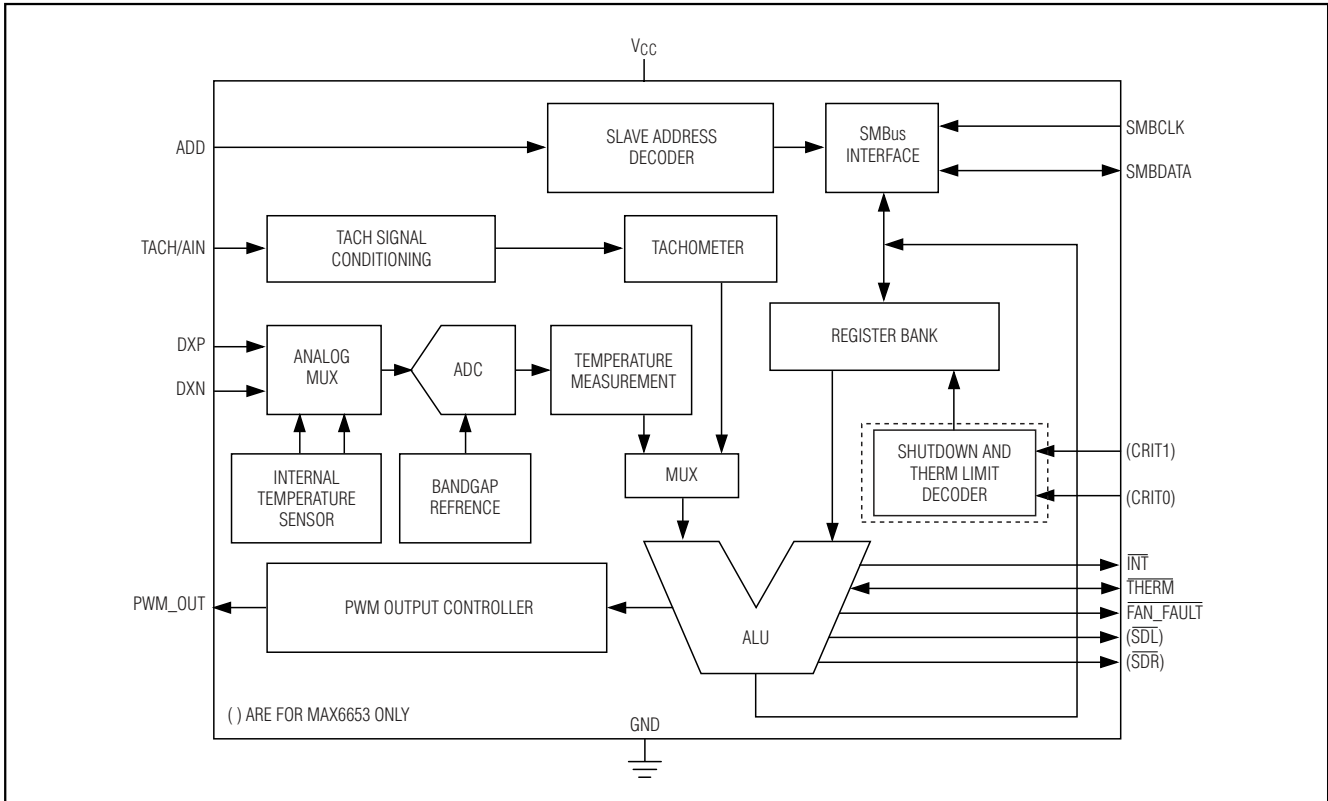 VCC
ADD
SLAVE ADDRESS
DECODER
SMBus
INTERFACE
SMBCLK
SMBDATA
TACH/AIN
TACH SIGNAL
CONDITIONING
TACHOMETER
REGISTER BANK
DXP
DXN
ANALOG
MUX
ADC
TEMPERATURE
MEASUREMENT
INTERNAL
TEMPERATURE
SENSOR
BANDGAP
REFRENCE
MUX
SHUTDOWN AND
THERM LIMIT
DECODER
(CRIT1)
(CRIT0)
PWM_OUT
PWM OUTPUT CONTROLLER
ALU
INT
THERM
FAN_FAULT
(SDL)
(SDR)
( ) ARE FOR MAX6653 ONLY
GND